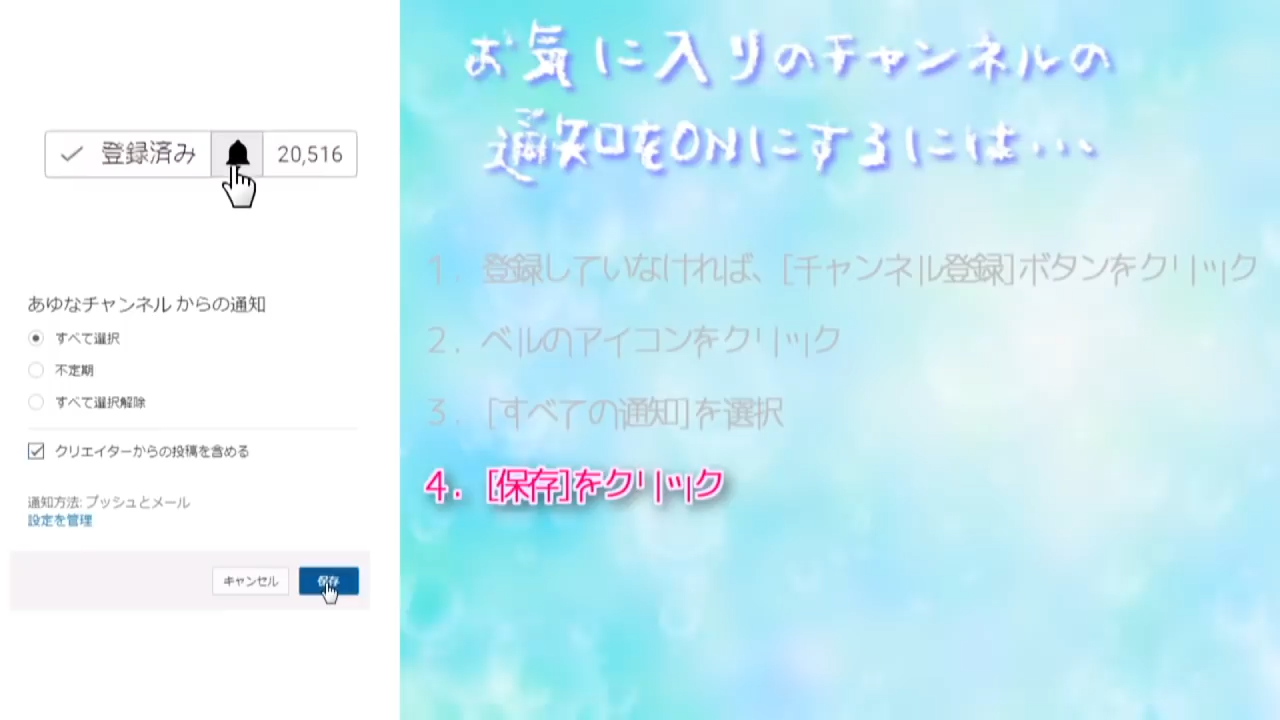 登録済み 20,516
あゆなチャンネル からの通知
すべて選択
不定期
すべて選択解除
クリエイターからの投稿を含める
通知方法: プッシュとメール
設定を管理
キャンセル 保存
お気に入りのチャンネルの
通知をONにするには・・・
1. 登録していなければ、[チャンネル登録]ボタンをクリック
2. ベルのアイコンをクリック
3. [すべての通知]を選択
4. [保存]をクリック